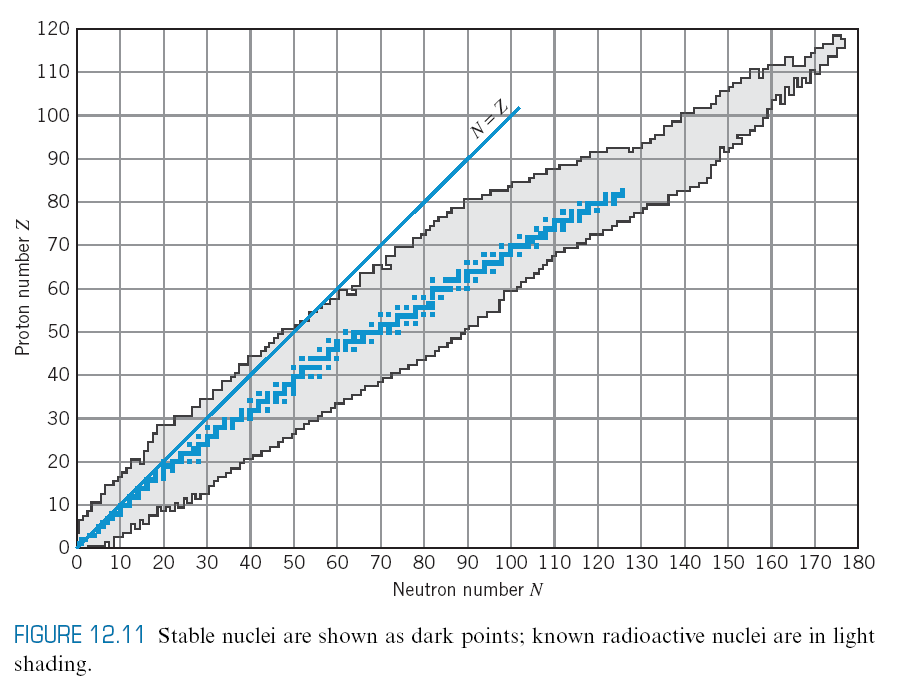 120
110
100
90
80
70
60
50
40
30
20
10
0
Proton number Z
N = Z
0 10 20 30 40 50 60 70 80 90 100 110 120 130 140 150 160 170 180
Neutron number N
FIGURE 12.11 Stable nuclei are shown as dark points; known radioactive nuclei are in light
shading.